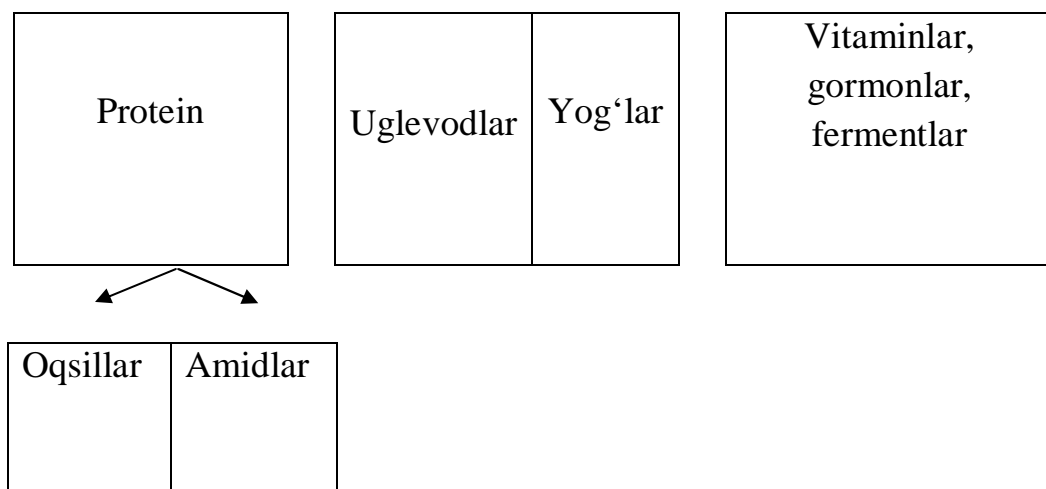 Protein
Uglevodlar
Yog‘lar
Vitaminlar,
gormonlar,
fermentlar
Oqsillar
Amidlar